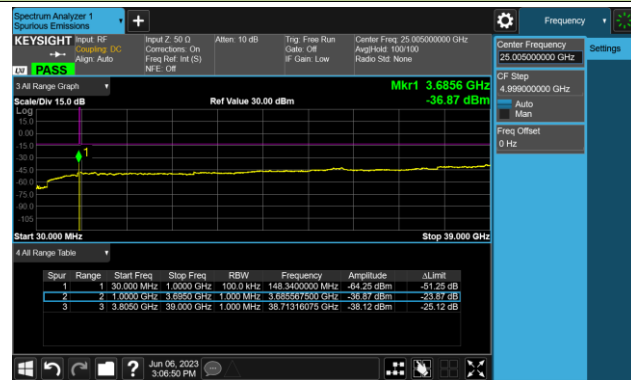 Spectrum Analyzer 1
Spurious Emissions
Frequency
KEYSIGHT
Input: RF
Coupling: DC
Align: Auto
Input Z: 50 Ω
Corrections: On
Freq Ref: Int (S)
NFE: Off
Atten: 10 dB
Trig: Free Run
Gate: Off
IF Gain: Low
Center Freq: 25.005000000 GHz
Avg|Hold: 100/100
Radio Std: None
LXI PASS
Center Frequency
25.005000000 GHz
Settings
CF Step
4.999000000 GHz
Auto
Man
Freq Offset
0 Hz
3 All Range Graph
Mkr1 3.6856 GHz
Scale/Div 15.0 dB
Ref Value 30.00 dBm
-36.87 dBm
Log
15.0
0.00
-15.0
-30.0
-45.0
-60.0
-75.0
-90.0
-105
1
Start 30.000 MHz
Stop 39.000 GHz
4 All Range Table
Spur Range Start Freq Stop Freq RBW Frequency Amplitude ΔLimit
1 1 30.000 MHz 1.0000 GHz 100.0 kHz 148.3400000 MHz -64.25 dBm -51.25 dB
2 2 1.0000 GHz 3.6950 GHz 1.000 MHz 3.685567500 GHz -36.87 dBm -23.87 dB
3 3 3.8050 GHz 39.000 GHz 1.000 MHz 38.71316075 GHz -38.12 dBm -25.12 dB
?
Jun 06, 2023
3:06:50 PM